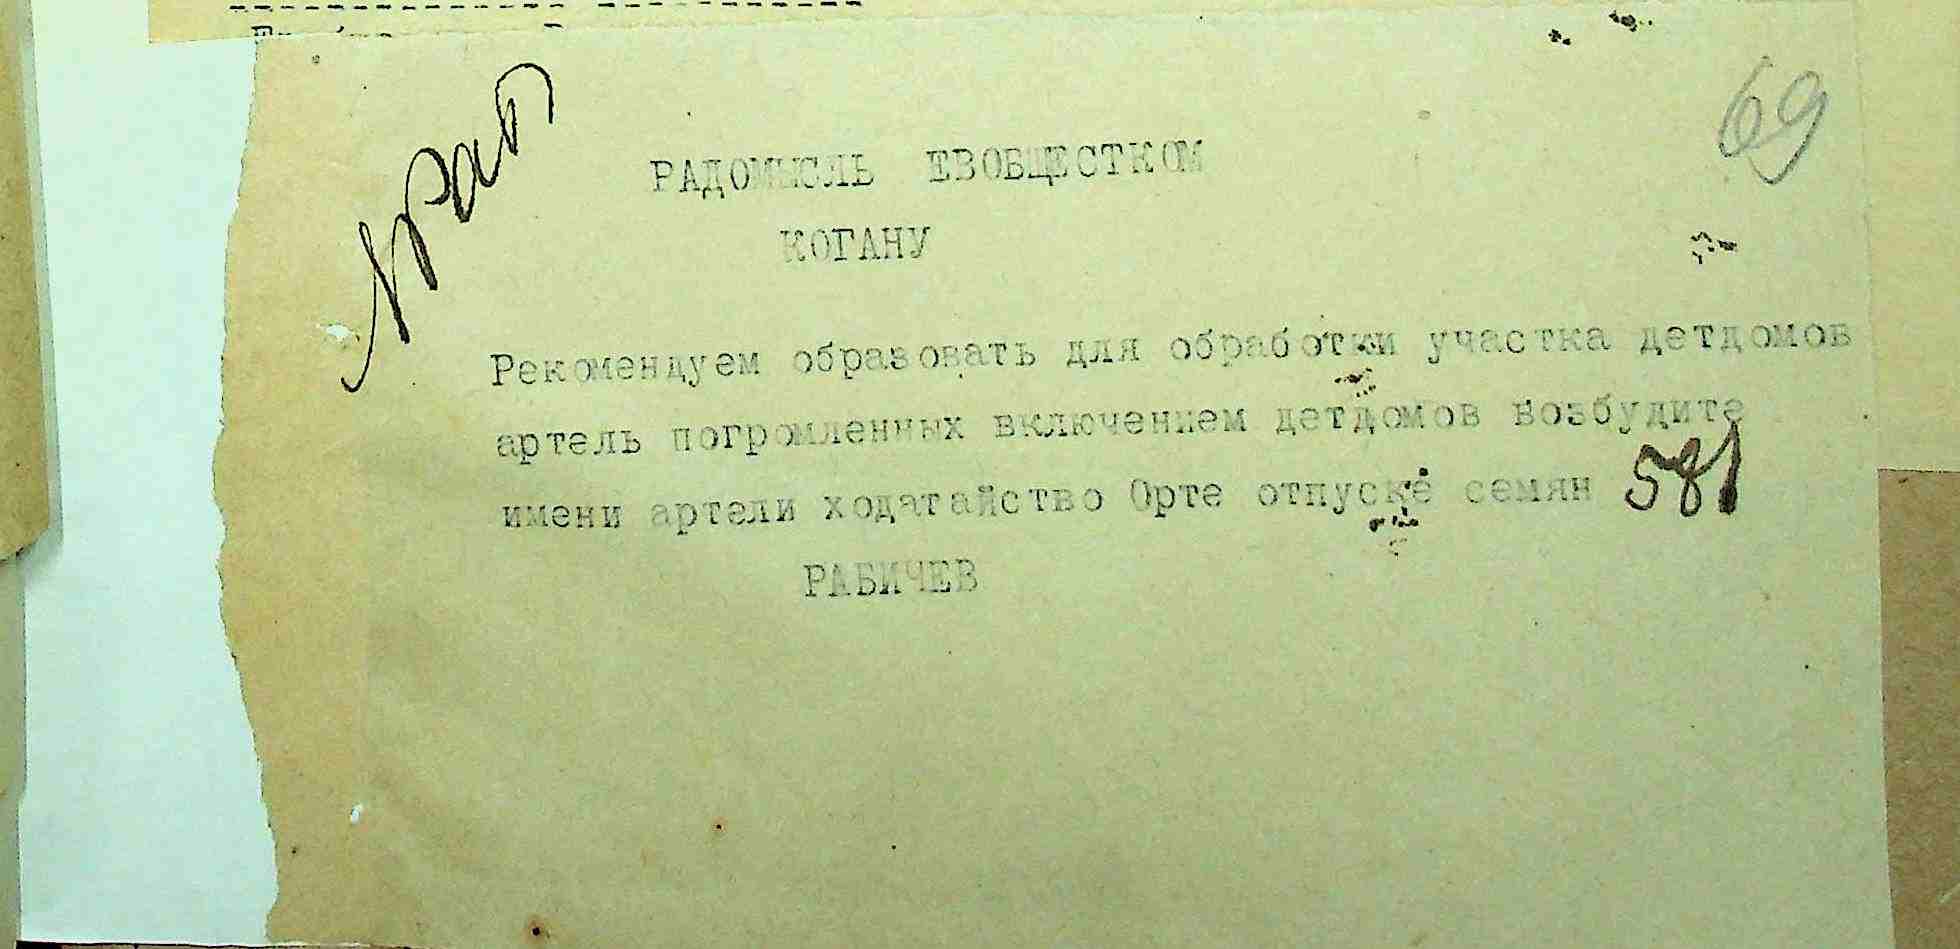 69
РАДОМЫСЛЬ ЕВОБЩЕСТКОМ
КОГАНУ
Рекомендуем образовать для обработки участка детдомов
артель погромленных включением детдомов возбудите
имени артели ходатайство Орте отпуске семян 581
РАБИЧЕВ